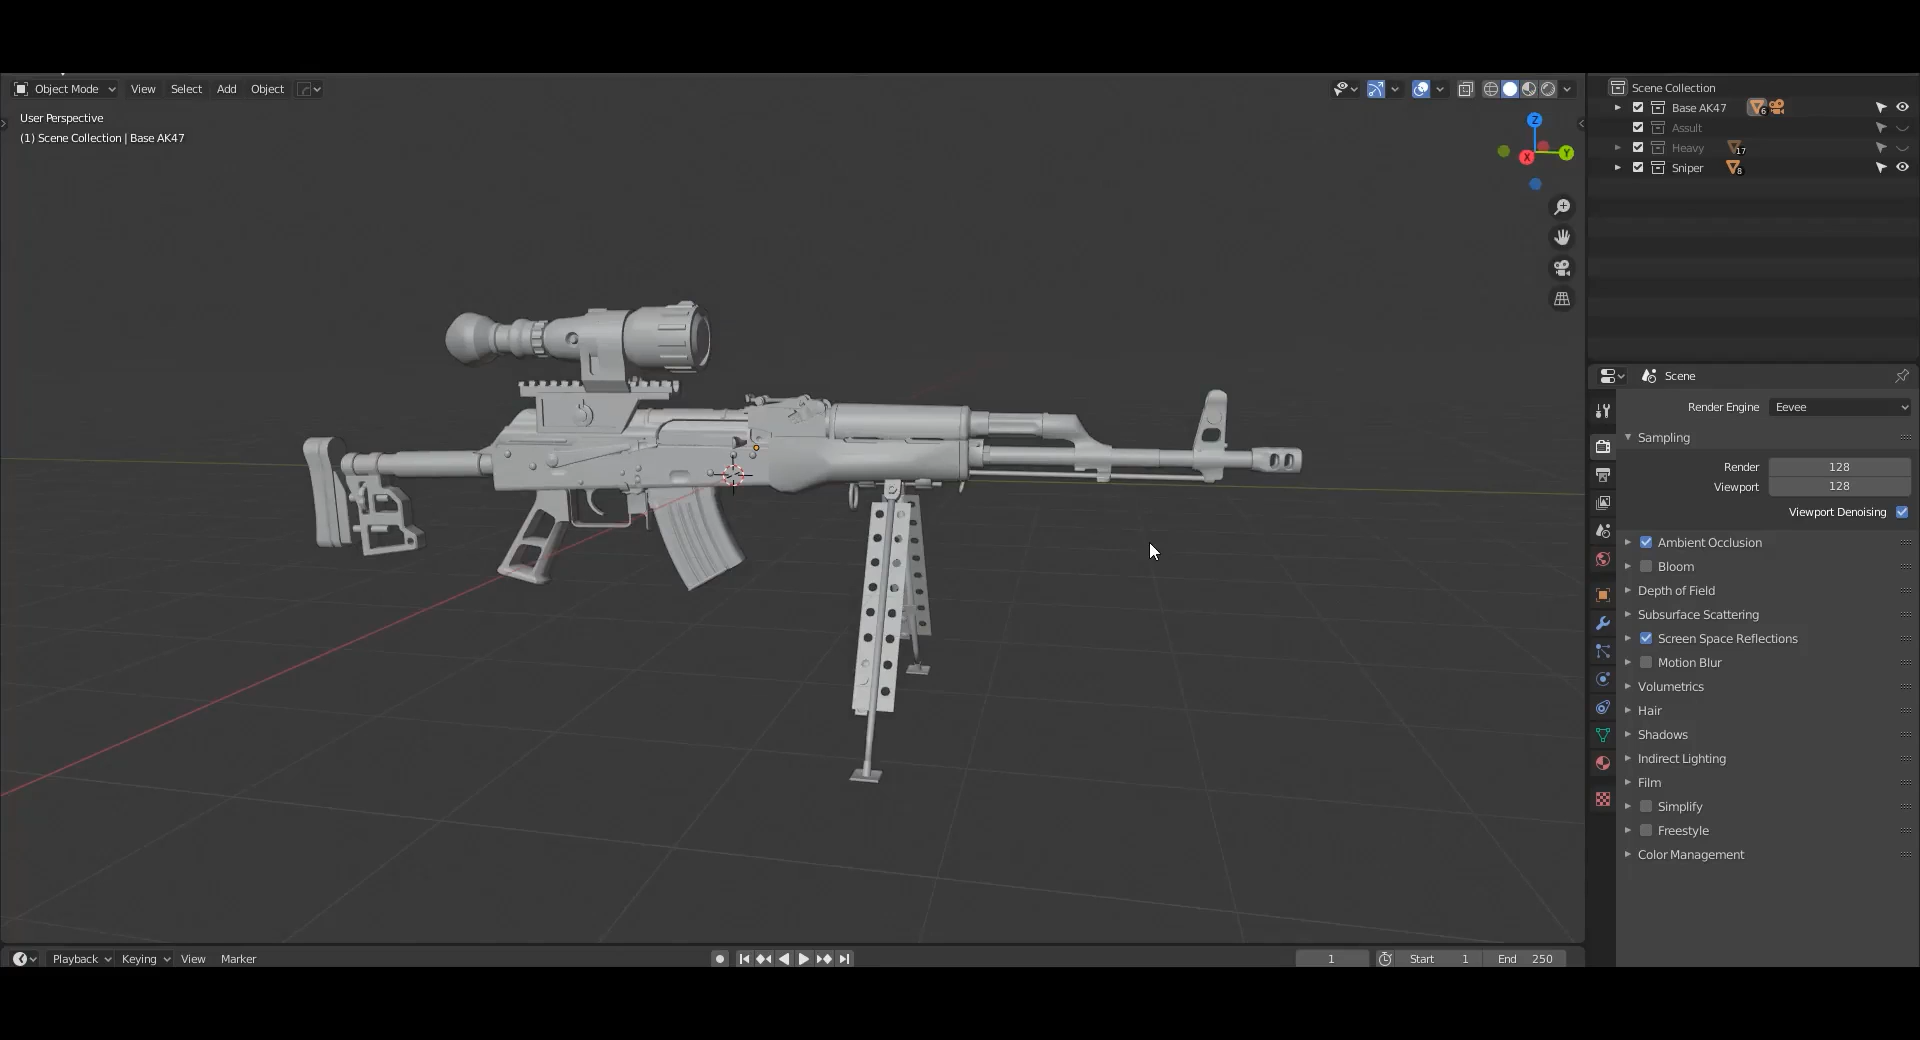 Object Mode View Select Add Object
User Perspective
(1) Scene Collection | Base AK47
Z
X
Y
Scene Collection
Base AK47 6
Assult
Heavy 17
Sniper 8
Scene
Render Engine Eevee
Sampling
Render 128
Viewport 128
Viewport Denoising
Ambient Occlusion
Bloom
Depth of Field
Subsurface Scattering
Screen Space Reflections
Motion Blur
Volumetrics
Hair
Shadows
Indirect Lighting
Film
Simplify
Freestyle
Color Management
Playback Keying View Marker 1 Start 1 End 250